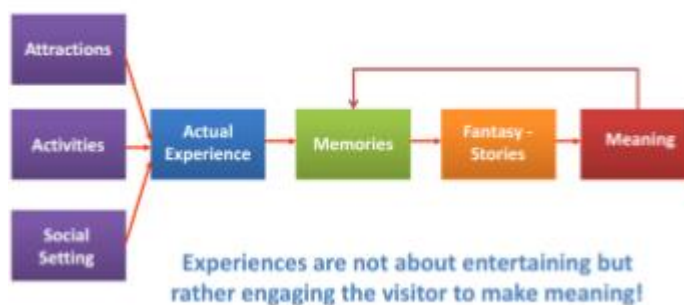 Attractions
Activities
Social
Setting
Actual
Experience
Memories
Fantasy -
Stories
Meaning
Experiences are not about entertaining but
rather engaging the visitor to make meaning!